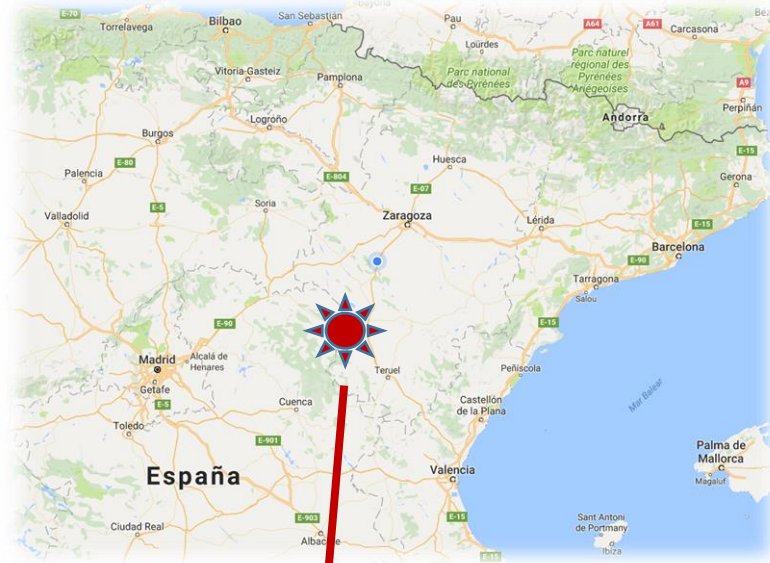 E-70
Torrelavega
Bilbao
San Sebastián
Bayona
Pau
Lourdes
A64
A61
Carcasona
Béz
Vitoria-Gasteiz
Pamplona
Parc national
des Pyrénées
Parc naturel
régional des
Pyrénées
Ariégeoises
A9
Perpiñán
Andorra
Logroño
Burgos
E-80
Palencia
E-804
Huesca
E-07
E-15
Gerona
Soria
E-5
Valladolid
Zaragoza
Lérida
E-15
Barcelona
E-90
Tarragona
Salou
E-90
E-15
Madrid
Alcalá de
Henares
Getafe
Teruel
Peñíscola
E-5
Cuenca
Castellón
de la Plana
Mar Balear
Toledo
E-901
España
Valencia
Palma de
Mallorca
Magaluf
E-903
E-15
Ciudad Real
Albacete
Sant Antoni
de Portmany
Ibiza
E-15